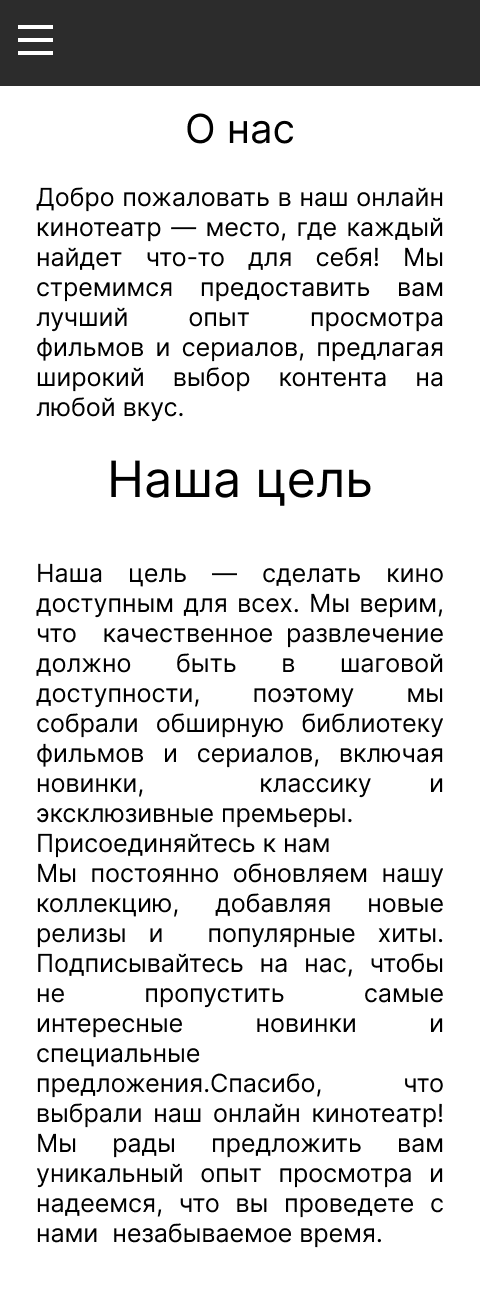 О нас
Добро пожаловать в наш онлайн
кинотеатр — место, где каждый
найдет что-то для себя! Мы
стремимся предоставить вам
лучший опыт просмотра
фильмов и сериалов, предлагая
широкий выбор контента на
любой вкус.
Наша цель
Наша цель — сделать кино
доступным для всех. Мы верим,
что качественное развлечение
должно быть в шаговой
доступности, поэтому мы
собрали обширную библиотеку
фильмов и сериалов, включая
новинки, классику и
эксклюзивные премьеры.
Присоединяйтесь к нам
Мы постоянно обновляем нашу
коллекцию, добавляя новые
релизы и популярные хиты.
Подписывайтесь на нас, чтобы
не пропустить самые
интересные новинки и
специальные
предложения.Спасибо, что
выбрали наш онлайн кинотеатр!
Мы рады предложить вам
уникальный опыт просмотра и
надеемся, что вы проведете с
нами незабываемое время.